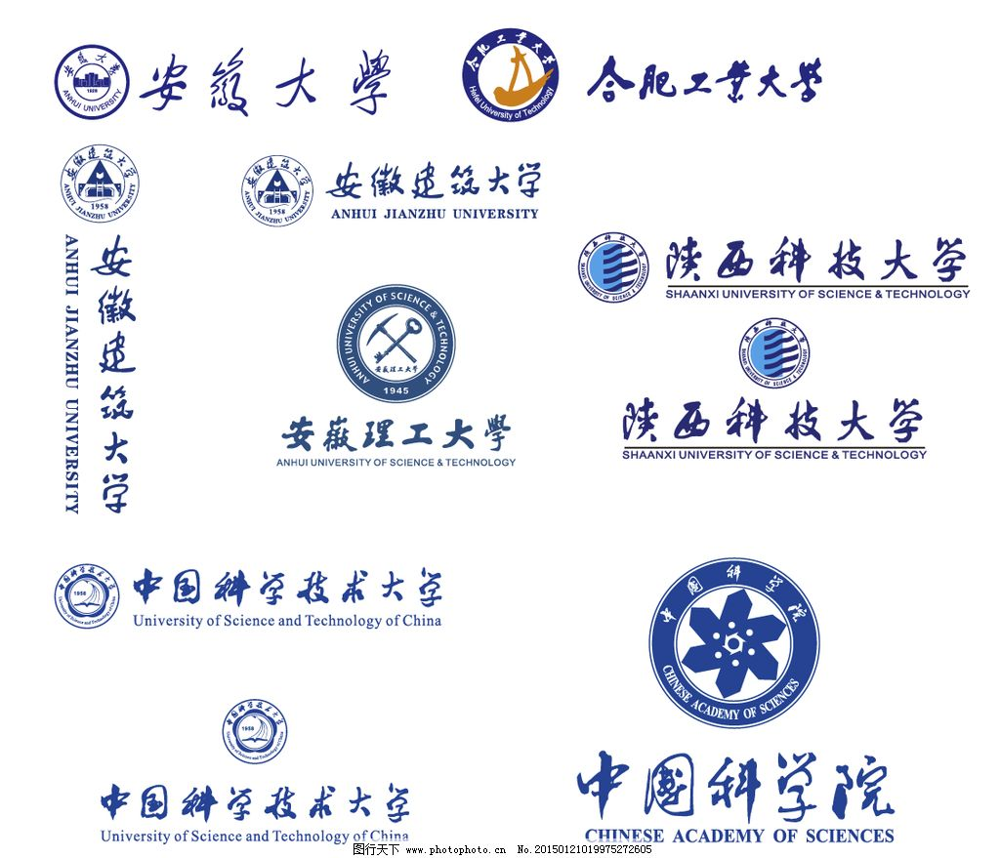 安徽大学
1928
ANHUI UNIVERSITY
安徽大學
合肥工业大学
Hefei University of Technology
合肥工業大學
安徽建筑大学
1958
ANHUI JIANZHU UNIVERSITY
安徽建筑大学
ANHUI JIANZHU UNIVERSITY
安徽建筑大学
1958
ANHUI JIANZHU UNIVERSITY
安徽建筑大学
ANHUI JIANZHU UNIVERSITY
陕西科技大学
SHAANXI UNIVERSITY OF SCIENCE & TECHNOLOGY
陕西科技大学
SHAANXI UNIVERSITY OF SCIENCE & TECHNOLOGY
ANHUI UNIVERSITY OF SCIENCE & TECHNOLOGY
安徽理工大學
1945
安徽理工大學
ANHUI UNIVERSITY OF SCIENCE & TECHNOLOGY
陕西科技大学
SHAANXI UNIVERSITY OF SCIENCE & TECHNOLOGY
陕西科技大学
SHAANXI UNIVERSITY OF SCIENCE & TECHNOLOGY
中国科学技术大学
1958
University of Science and Technology of China
中国科学技术大学
University of Science and Technology of China
中國科学院
CHINESE ACADEMY OF SCIENCES
中國科学院
CHINESE ACADEMY OF SCIENCES
中国科学技术大学
1958
University of Science and Technology of China
中国科学技术大学
University of Science and Technology of China
图行天下 www.photophoto.cn No.20150121019975272605